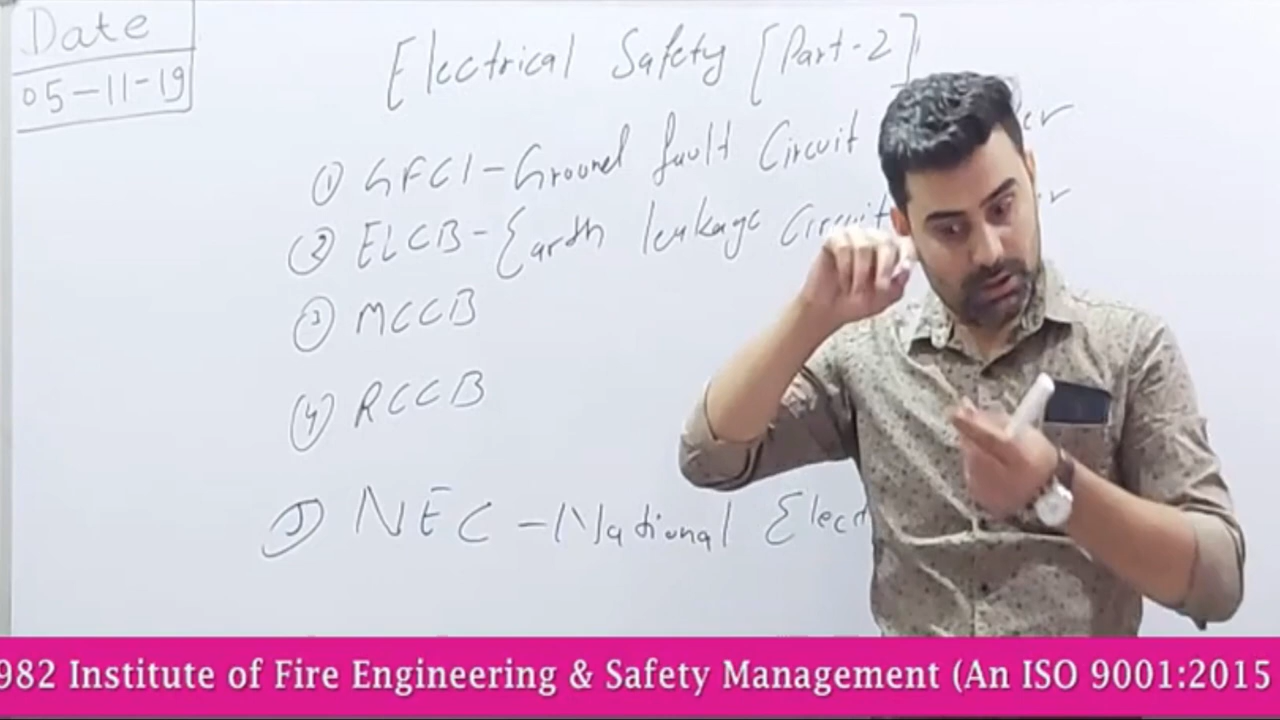 Date
05-11-19
Electrical Safety [Part-2]
① GFCI - Ground fault Circuit
② ELCB - Earth leakage Circuit
③ MCCB
④ RCCB
⑤ NEC - National Elect
982 Institute of Fire Engineering & Safety Management (An ISO 9001:2015